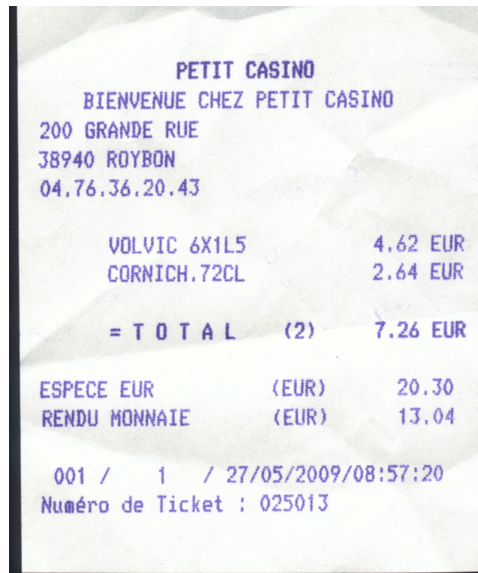 PETIT CASINO
BIENVENUE CHEZ PETIT CASINO
200 GRANDE RUE
38940 ROYBON
04.76.36.20.43
VOLVIC 6X1L5 4.62 EUR
CORNICH.72CL 2.64 EUR
= T O T A L (2) 7.26 EUR
ESPECE EUR (EUR) 20.30
RENDU MONNAIE (EUR) 13.04
001 / 1 / 27/05/2009/08:57:20
Numéro de Ticket : 025013